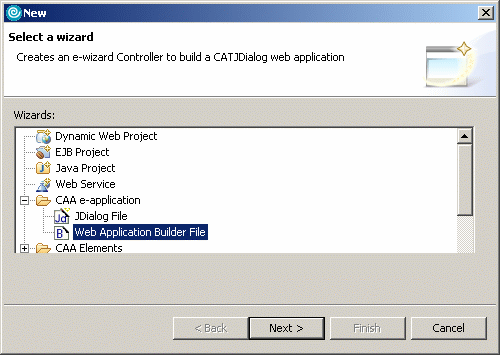 New
Select a wizard
Creates an e-wizard Controller to build a CATJDialog web application
Wizards:
Dynamic Web Project
EJB Project
Java Project
Web Service
CAA e-application
JDialog File
Web Application Builder File
CAA Elements
< Back
Next >
Finish
Cancel